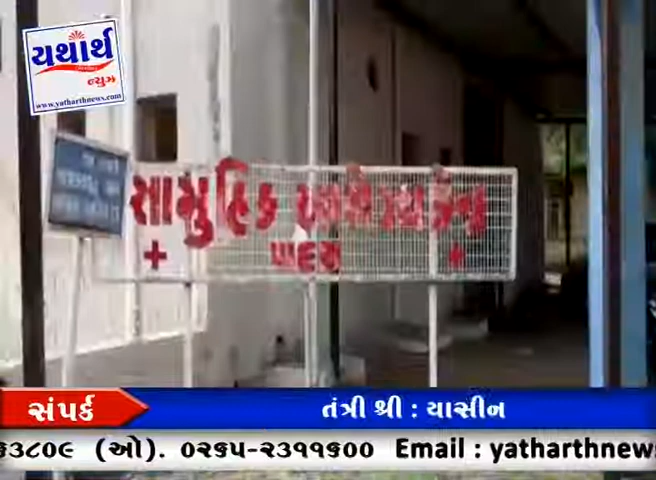 યથાર્થ
ન્યુઝ
www.yatharthnews.com
સામુહિક આરોગ્ય કેન્દ્ર
પાદરા
સંપર્ક
તંત્રી શ્રી : યાસીન
૬૩૮૦૯ (ઓ). ૦૨૬૫-૨૩૧૧૬૦૦ Email : yatharthnews